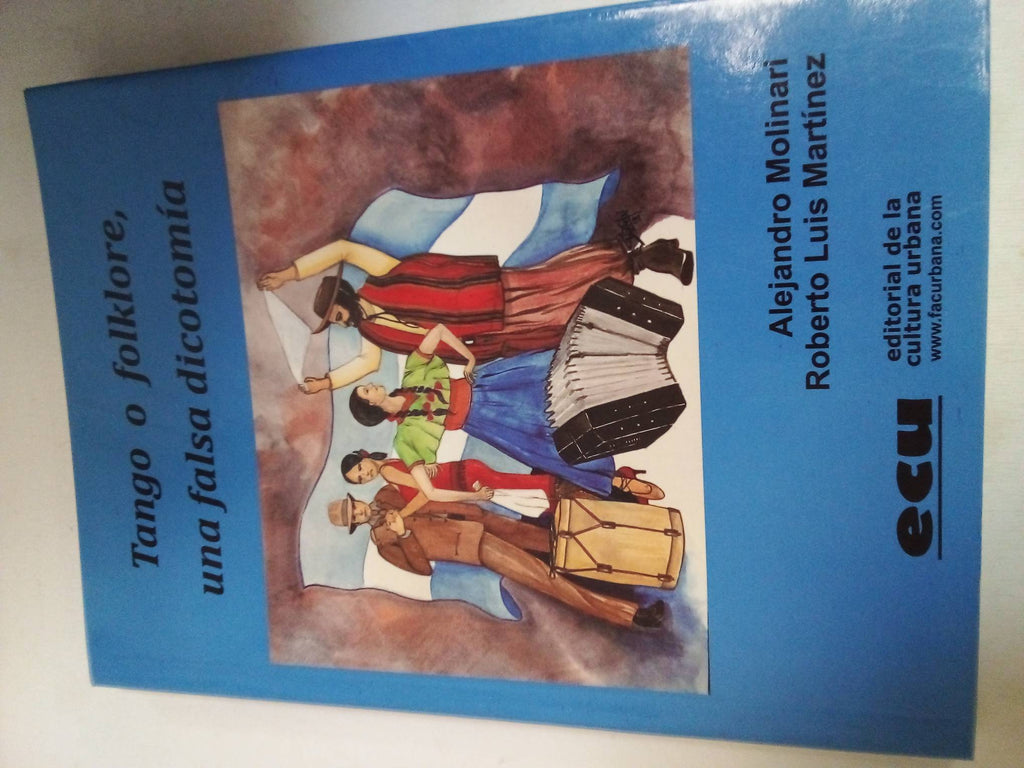 Tango o folklore,
una falsa dicotomía
Alejandro Molinari
Roberto Luis Martínez
ecu
editorial de la
cultura urbana
www.facurbana.com